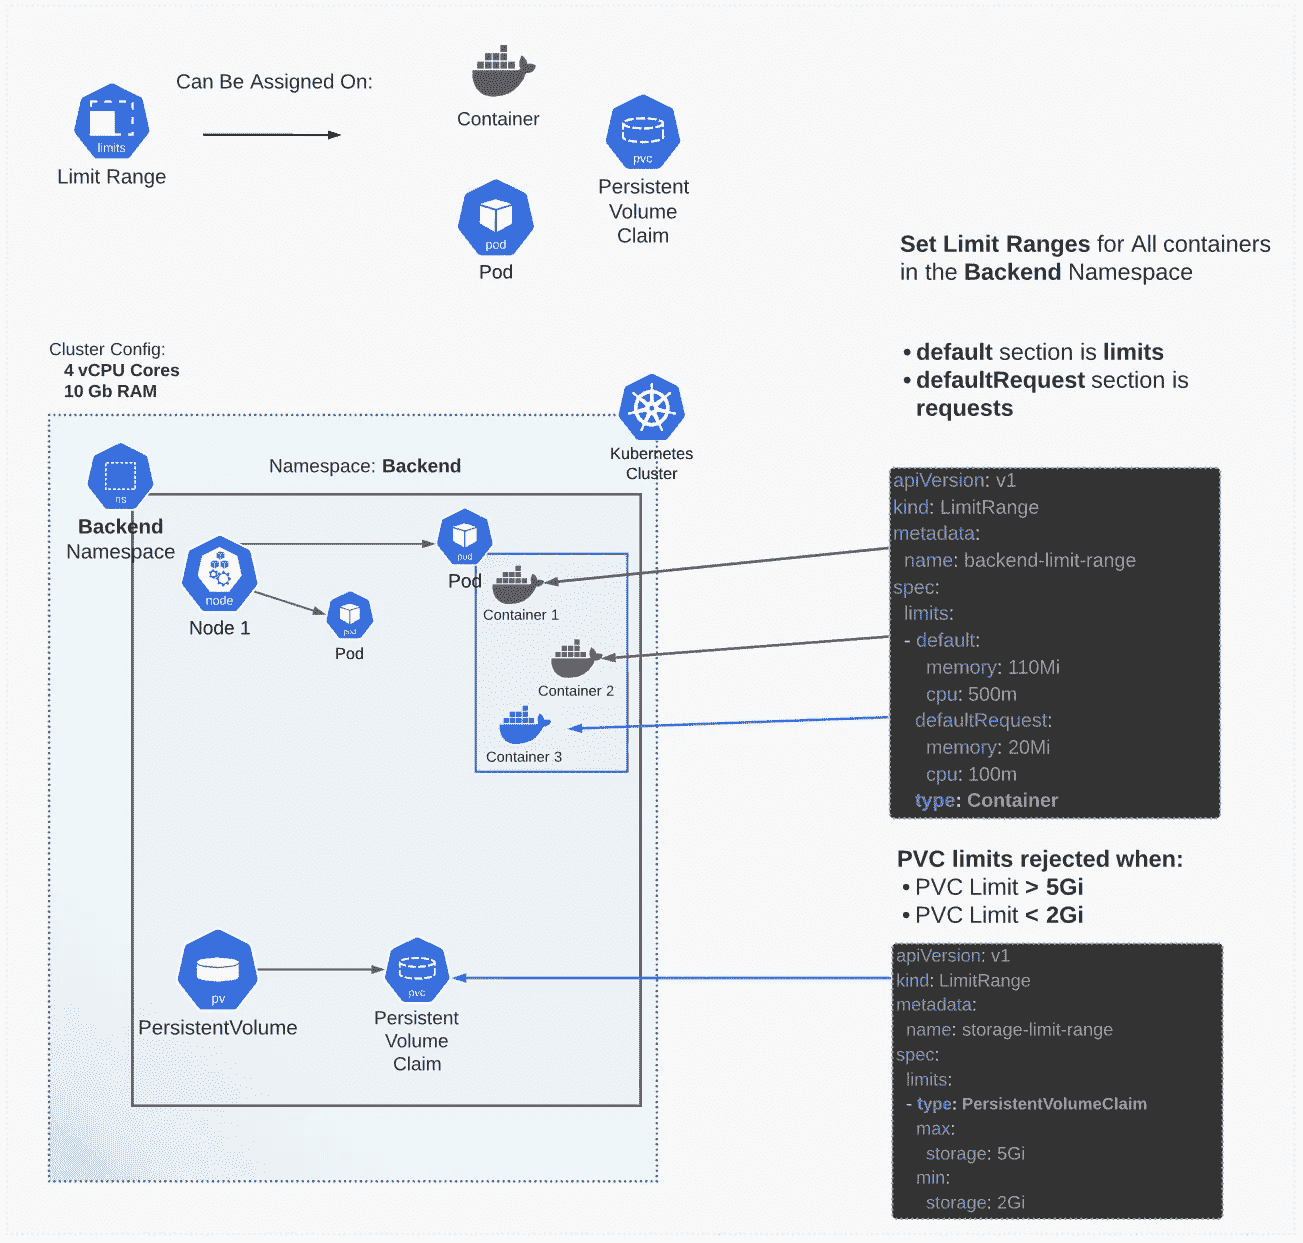 Can Be Assigned On:
limits
Limit Range
Container
pvc
Persistent
Volume
Claim
pod
Pod
Set Limit Ranges for All containers
in the Backend Namespace
• default section is limits
• defaultRequest section is
requests
Cluster Config:
4 vCPU Cores
10 Gb RAM
Kubernetes
Cluster
Namespace: Backend
ns
Backend
Namespace
node
Node 1
pod
Pod
pod
Pod
Container 1
Container 2
Container 3
apiVersion: v1
kind: LimitRange
metadata:
name: backend-limit-range
spec:
limits:
- default:
memory: 110Mi
cpu: 500m
defaultRequest:
memory: 20Mi
cpu: 100m
type: Container
PVC limits rejected when:
• PVC Limit > 5Gi
• PVC Limit < 2Gi
pv
PersistentVolume
pvc
Persistent
Volume
Claim
apiVersion: v1
kind: LimitRange
metadata:
name: storage-limit-range
spec:
limits:
- type: PersistentVolumeClaim
max:
storage: 5Gi
min:
storage: 2Gi